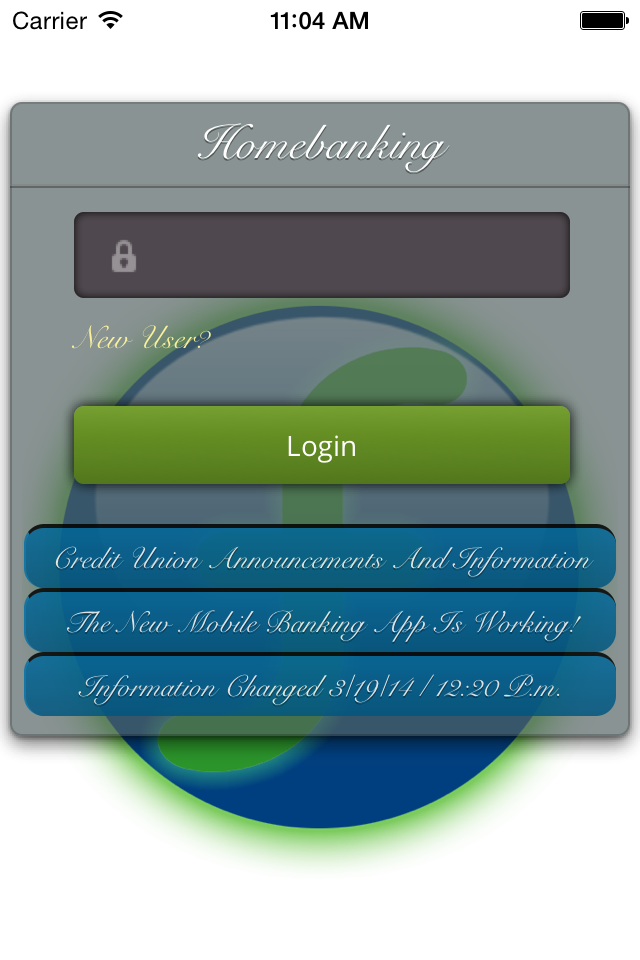 Carrier 11:04 AM
Homebanking
New User?
Login
Credit Union Announcements And Information
The New Mobile Banking App Is Working!
Information Changed 3/19/14 / 12:20 P.m.